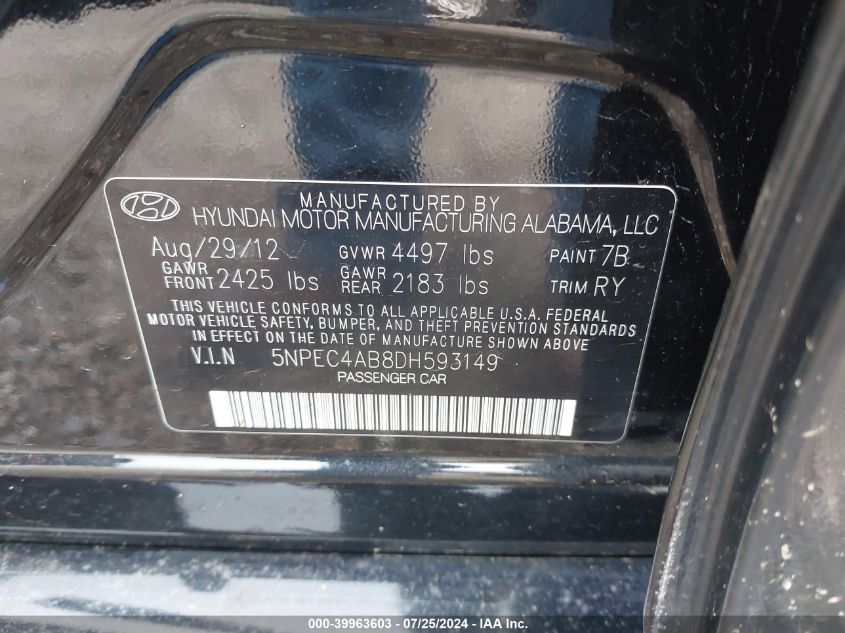 MANUFACTURED BY
HYUNDAI MOTOR MANUFACTURING ALABAMA, LLC
Aug/29/12 GVWR 4497 lbs PAINT 7B
GAWR FRONT 2425 lbs GAWR REAR 2183 lbs TRIM RY
THIS VEHICLE CONFORMS TO ALL APPLICABLE U.S.A. FEDERAL
MOTOR VEHICLE SAFETY, BUMPER, AND THEFT PREVENTION STANDARDS
IN EFFECT ON THE DATE OF MANUFACTURE SHOWN ABOVE
V.I.N 5NPEC4AB8DH593149
PASSENGER CAR
000-39963603 - 07/25/2024 - IAA Inc.